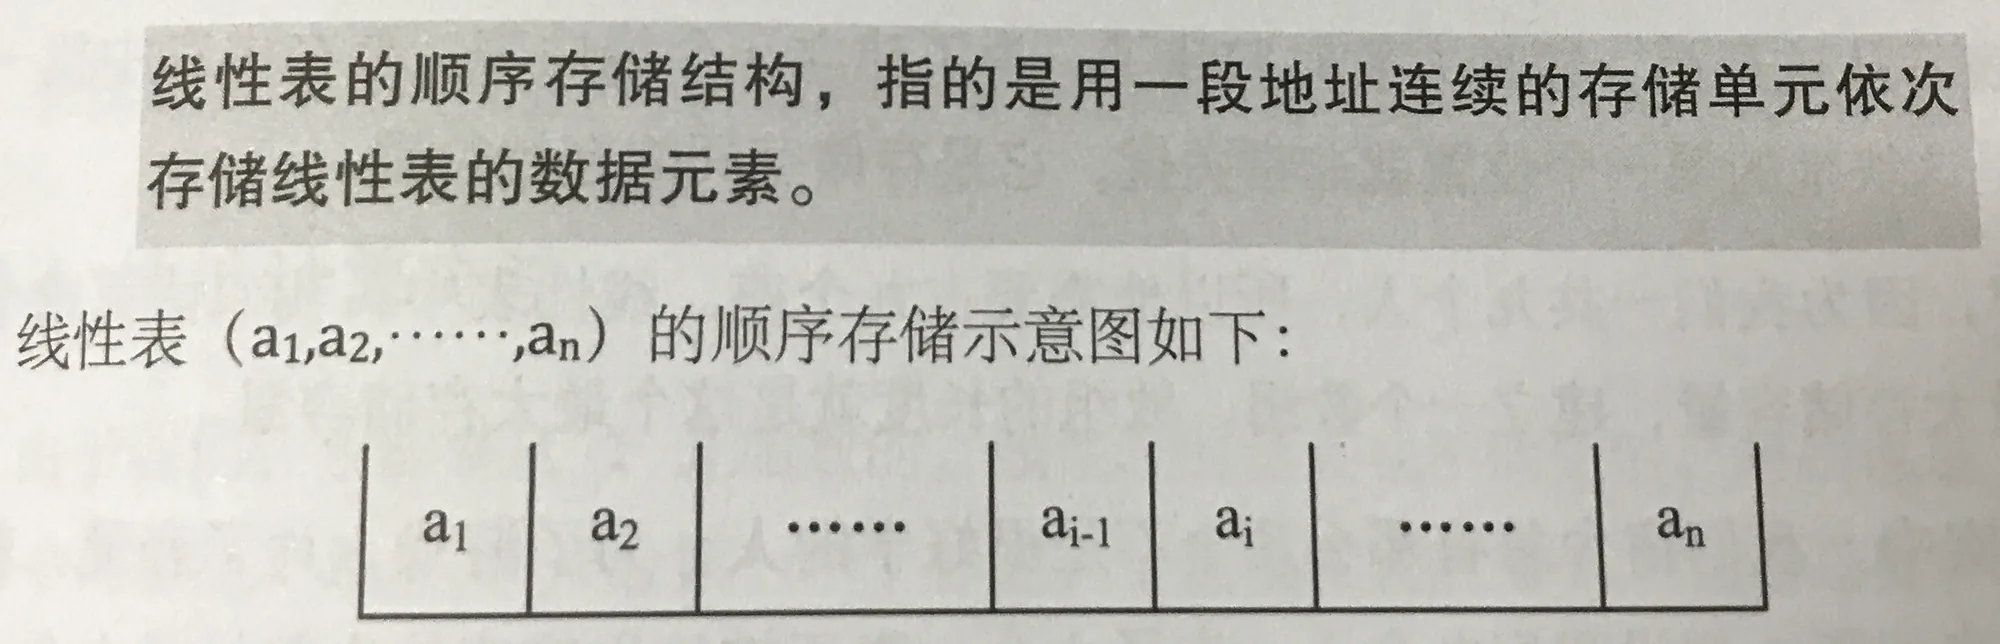 线性表的顺序存储结构，指的是用一段地址连续的存储单元依次
存储线性表的数据元素。
线性表（a1,a2,……,an）的顺序存储示意图如下：
a1 a2 …… ai-1 ai …… an